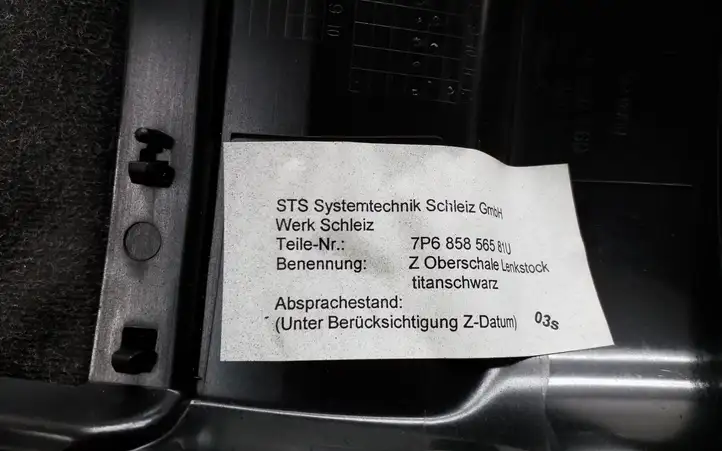 STS Systemtechnik Schleiz GmbH
Werk Schleiz
Teile-Nr.: 7P6 858 565 81U
Benennung: Z Oberschale Lenkstock
titanschwarz
Absprachestand:
(Unter Berücksichtigung Z-Datum) 03s